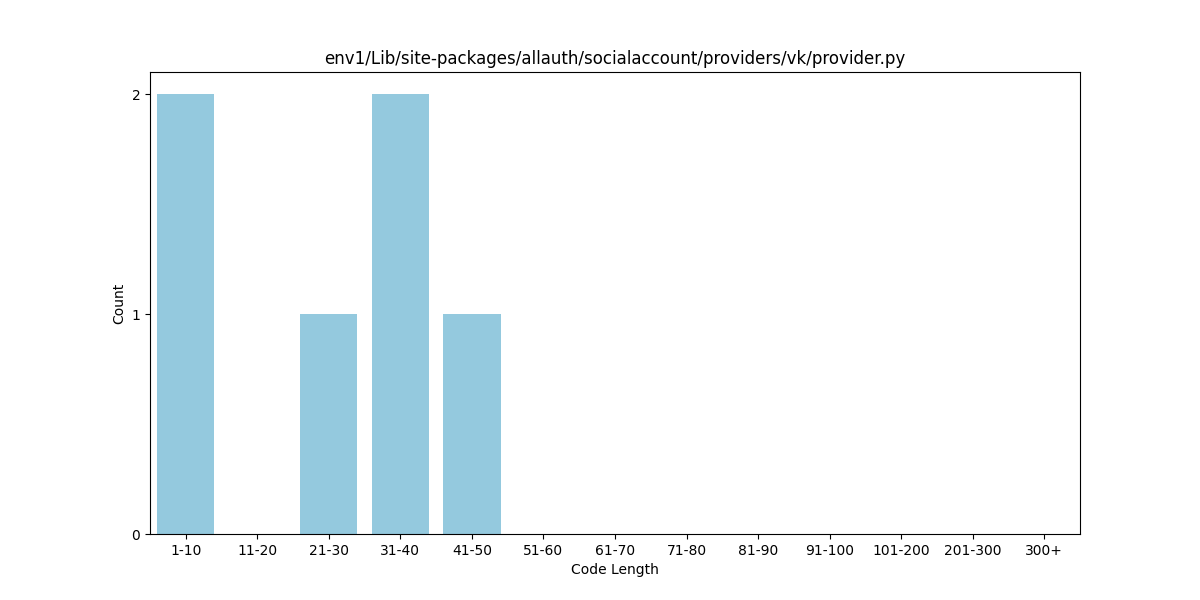 env1/Lib/site-packages/allauth/socialaccount/providers/vk/provider.py
2
1
0
Count
1-10 11-20 21-30 31-40 41-50 51-60 61-70 71-80 81-90 91-100 101-200 201-300 300+
Code Length